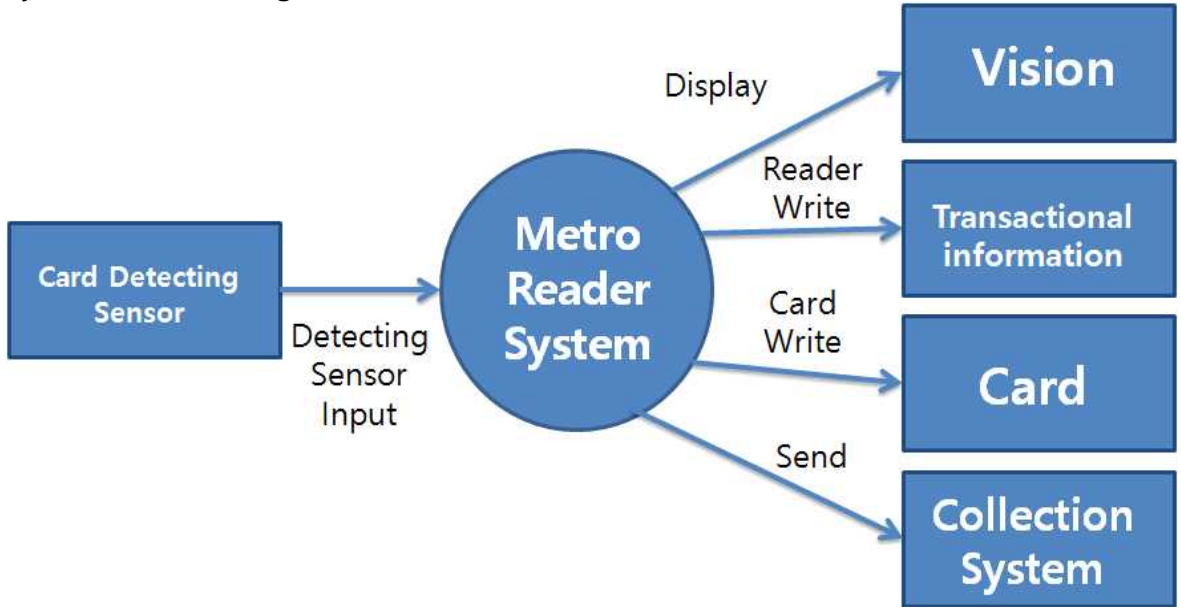 Display
Vision
Reader
Write
Transactional
information
Metro
Reader
System
Card Detecting
Sensor
Detecting
Sensor
Input
Card
Write
Card
Send
Collection
System